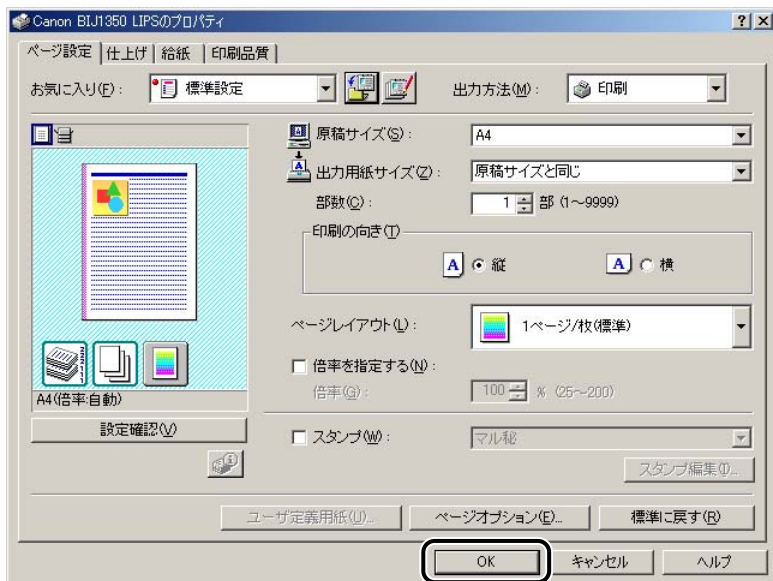 Canon BIJ1350 LIPSのプロパティ
ページ設定 仕上げ 給紙 印刷品質
お気に入り(F): 標準設定 出力方法(M): 印刷
原稿サイズ(S): A4
出力用紙サイズ(Z): 原稿サイズと同じ
部数(C): 1 部 (1~9999)
印刷の向き(T)
A 縦 A 横
ページレイアウト(L): 1ページ/枚(標準)
倍率を指定する(N):
倍率(G): 100 % (25~200)
A4(倍率:自動)
設定確認(V)
スタンプ(W): マル秘
スタンプ編集(I)...
ユーザ定義用紙(U)... ページオプション(E)... 標準に戻す(R)
OK キャンセル ヘルプ